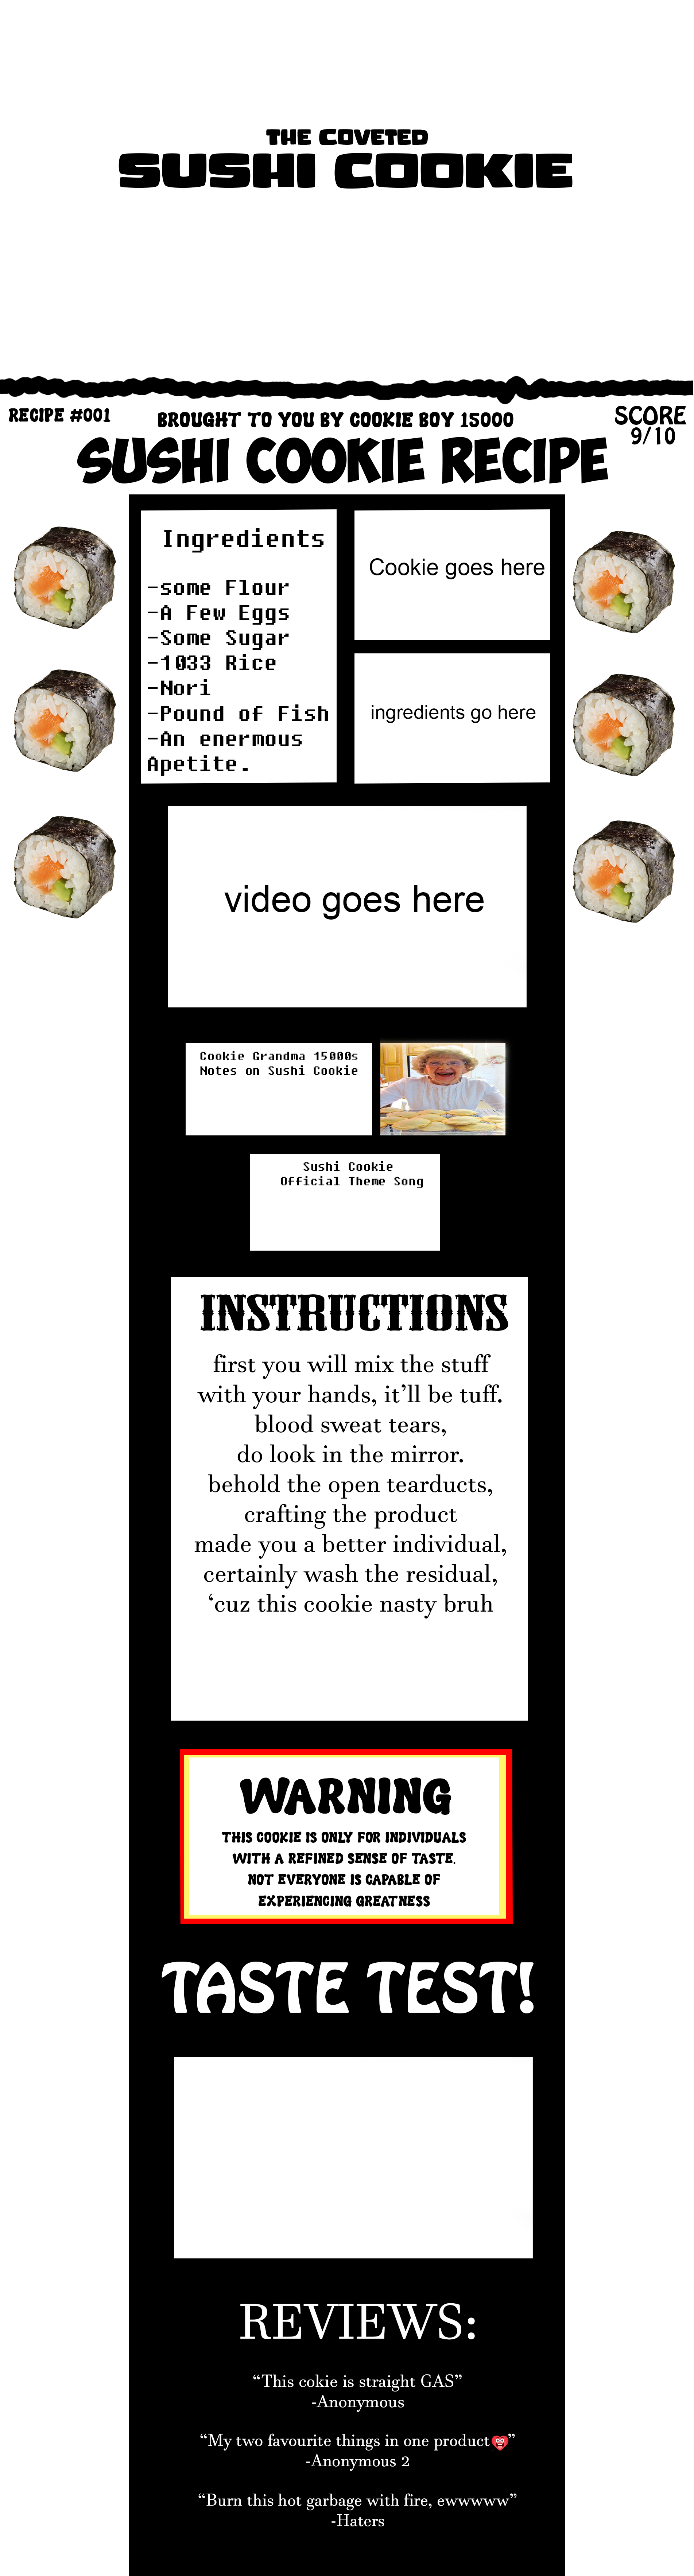 THE COVETED
SUSHI COOKIE
RECIPE #001
BROUGHT TO YOU BY COOKIE BOY 15000
SCORE
9/10
SUSHI COOKIE RECIPE
Ingredients
-some Flour
-A Few Eggs
-Some Sugar
-1033 Rice
-Nori
-Pound of Fish
-An enermous
Apetite.
Cookie goes here
ingredients go here
video goes here
Cookie Grandma 15000s
Notes on Sushi Cookie
Sushi Cookie
Official Theme Song
INSTRUCTIONS
first you will mix the stuff
with your hands, it’ll be tuff.
blood sweat tears,
do look in the mirror.
behold the open tearducts,
crafting the product
made you a better individual,
certainly wash the residual,
‘cuz this cookie nasty bruh
WARNING
THIS COOKIE IS ONLY FOR INDIVIDUALS
WITH A REFINED SENSE OF TASTE.
NOT EVERYONE IS CAPABLE OF
EXPERIENCING GREATNESS
TASTE TEST!
REVIEWS:
“This cokie is straight GAS”
-Anonymous
“My two favourite things in one product”
-Anonymous 2
“Burn this hot garbage with fire, ewwwww”
-Haters